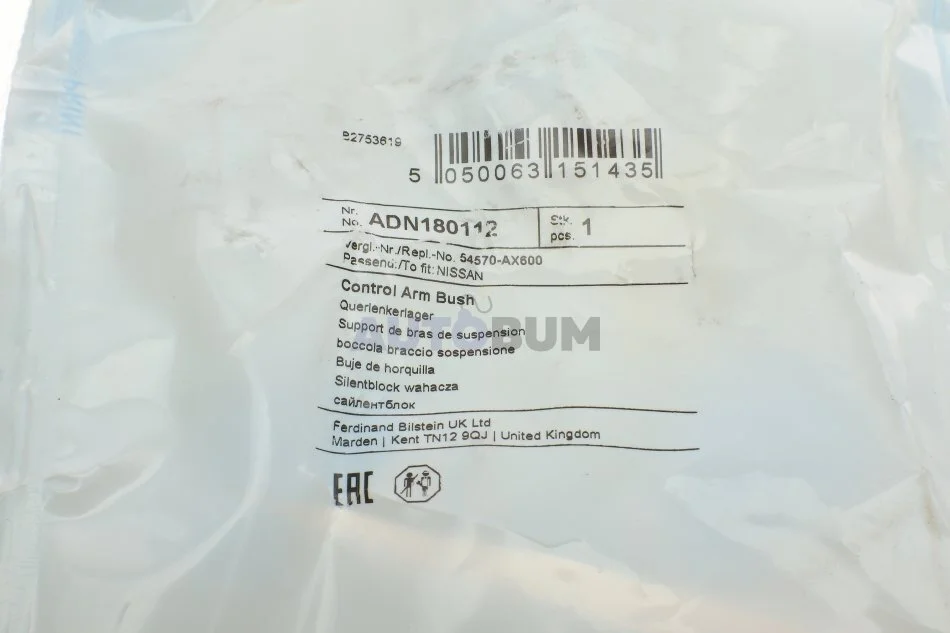 92753619
5 050063 151435
Nr.
No. ADN180112
Stk.
pcs. 1
Vergl.-Nr./Repl.-No. 54570-AX600
Passend./To fit: NISSAN
Control Arm Bush
Querlenkerlager
Support de bras de suspension
AUTOBUM
boccola braccio sospensione
Buje de horquilla
Silentblock wahacza
сайлентблок
Ferdinand Bilstein UK Ltd
Marden | Kent TN12 9QJ | United Kingdom
EAC